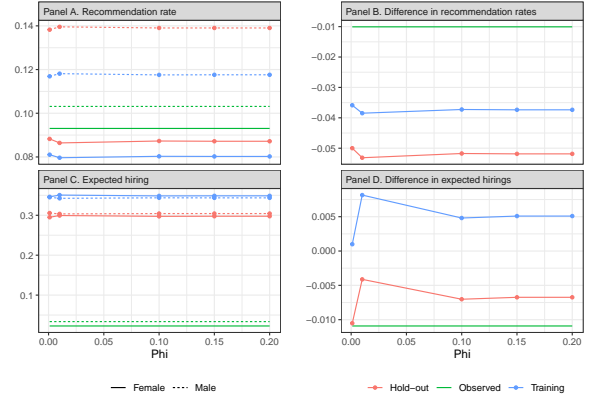 Panel A. Recommendation rate
0.14
0.12
0.10
0.08
Panel B. Difference in recommendation rates
−0.01
−0.02
−0.03
−0.04
−0.05
Panel C. Expected hiring
0.3
0.2
0.1
0.00 0.05 0.10 0.15 0.20
Phi
Panel D. Difference in expected hirings
0.005
0.000
−0.005
−0.010
0.00 0.05 0.10 0.15 0.20
Phi
Female Male
Hold−out Observed Training